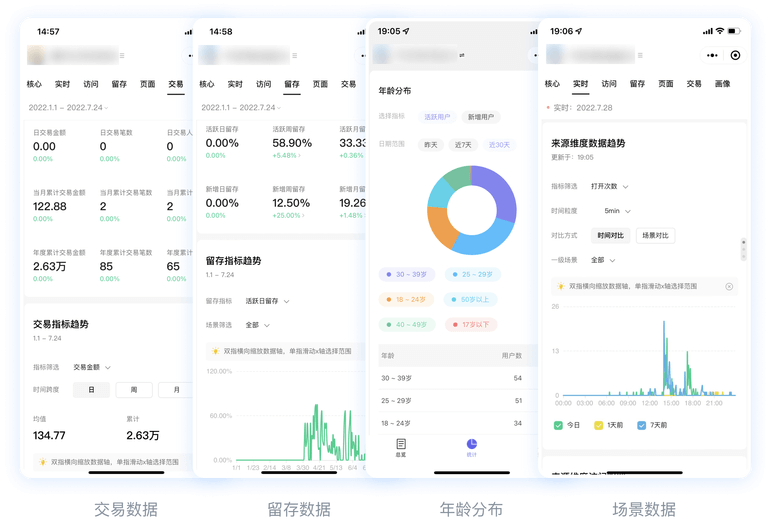 14:57
核心 实时 访问 留存 页面 交易
2022.1.1 ~ 2022.7.24
日交易金额 日交易笔数 日交易人
0.00 0 0
0.00% 0.00% 0.00%
当月累计交易金额 当月累计交易笔数 当月累
122.88 2 2
0.00% 0.00% 0.00%
年度累计交易金额 年度累计交易笔数 年度累
2.63万 85 65
0.00% 0.00% 0.00%
交易指标趋势
1.1 ~ 7.24
指标筛选 交易金额
时间跨度 日 周 月
均值 累计
134.77 2.63万
双指横向缩放数据轴，单指滑动x轴选择范围
交易数据
14:58
核心 实时 访问 留存 页面 交易
2022.1.1 ~ 2022.7.24
活跃日留存 活跃周留存 活跃月留
0.00% 58.90% 33.33
0.00% +5.48% +0.36%
新增日留存 新增周留存 新增月留
0.00% 12.50% 19.26
0.00% +25.00% +1.48%
留存指标趋势
1.1 ~ 7.24
留存指标 活跃日留存
场景筛选 全部
双指横向缩放数据轴，单指滑动x轴选择范围
120.00%
60.00%
0.00%
1/1 1/23 2/14 3/8 3/30 4/21 5/13 6/4
留存数据
19:05
年龄分布
选择指标 活跃用户 新增用户
日期范围 昨天 近7天 近30天
30 ~ 39岁 25 ~ 29岁
18 ~ 24岁 50岁以上
40 ~ 49岁 17岁以下
年龄 用户数
30 ~ 39岁 54
25 ~ 29岁 51
18 ~ 24岁 34
总览 统计
年龄分布
19:06
核心 实时 访问 留存 页面 交易 画像
实时：2022.7.28
来源维度数据趋势
更新于：19:05
指标筛选 打开次数
时间粒度 5min
对比方式 时间对比 场景对比
一级场景 全部
双指横向缩放数据轴，单指滑动x轴选择范围
26
13
0
00:00 03:00 06:00 09:00 12:00 15:00 18:00 21:00
今日 1天前 7天前
场景数据